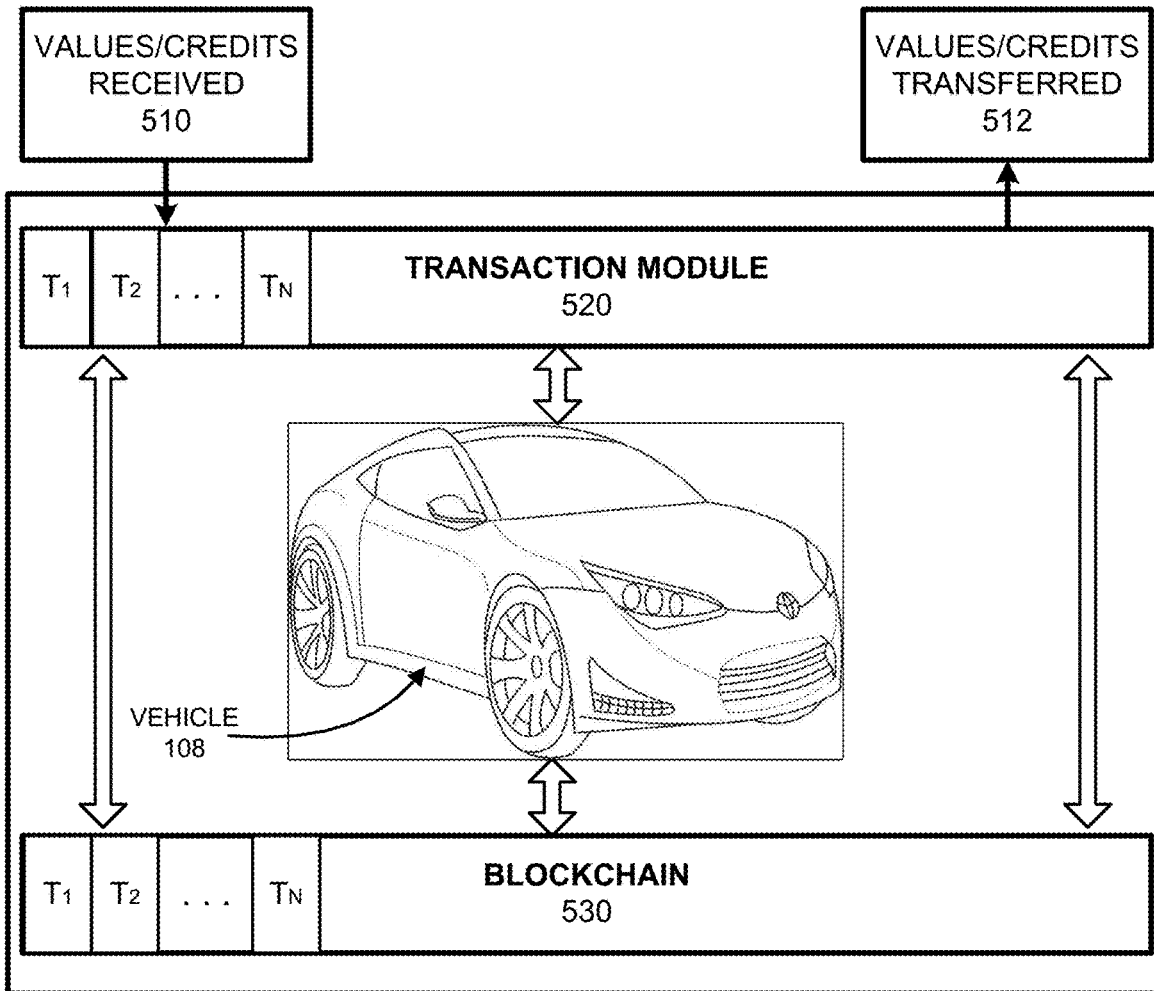 VALUES/CREDITS
RECEIVED
510
VALUES/CREDITS
TRANSFERRED
512
T1 T2 . . . TN
TRANSACTION MODULE
520
VEHICLE
108
T1 T2 . . . TN
BLOCKCHAIN
530